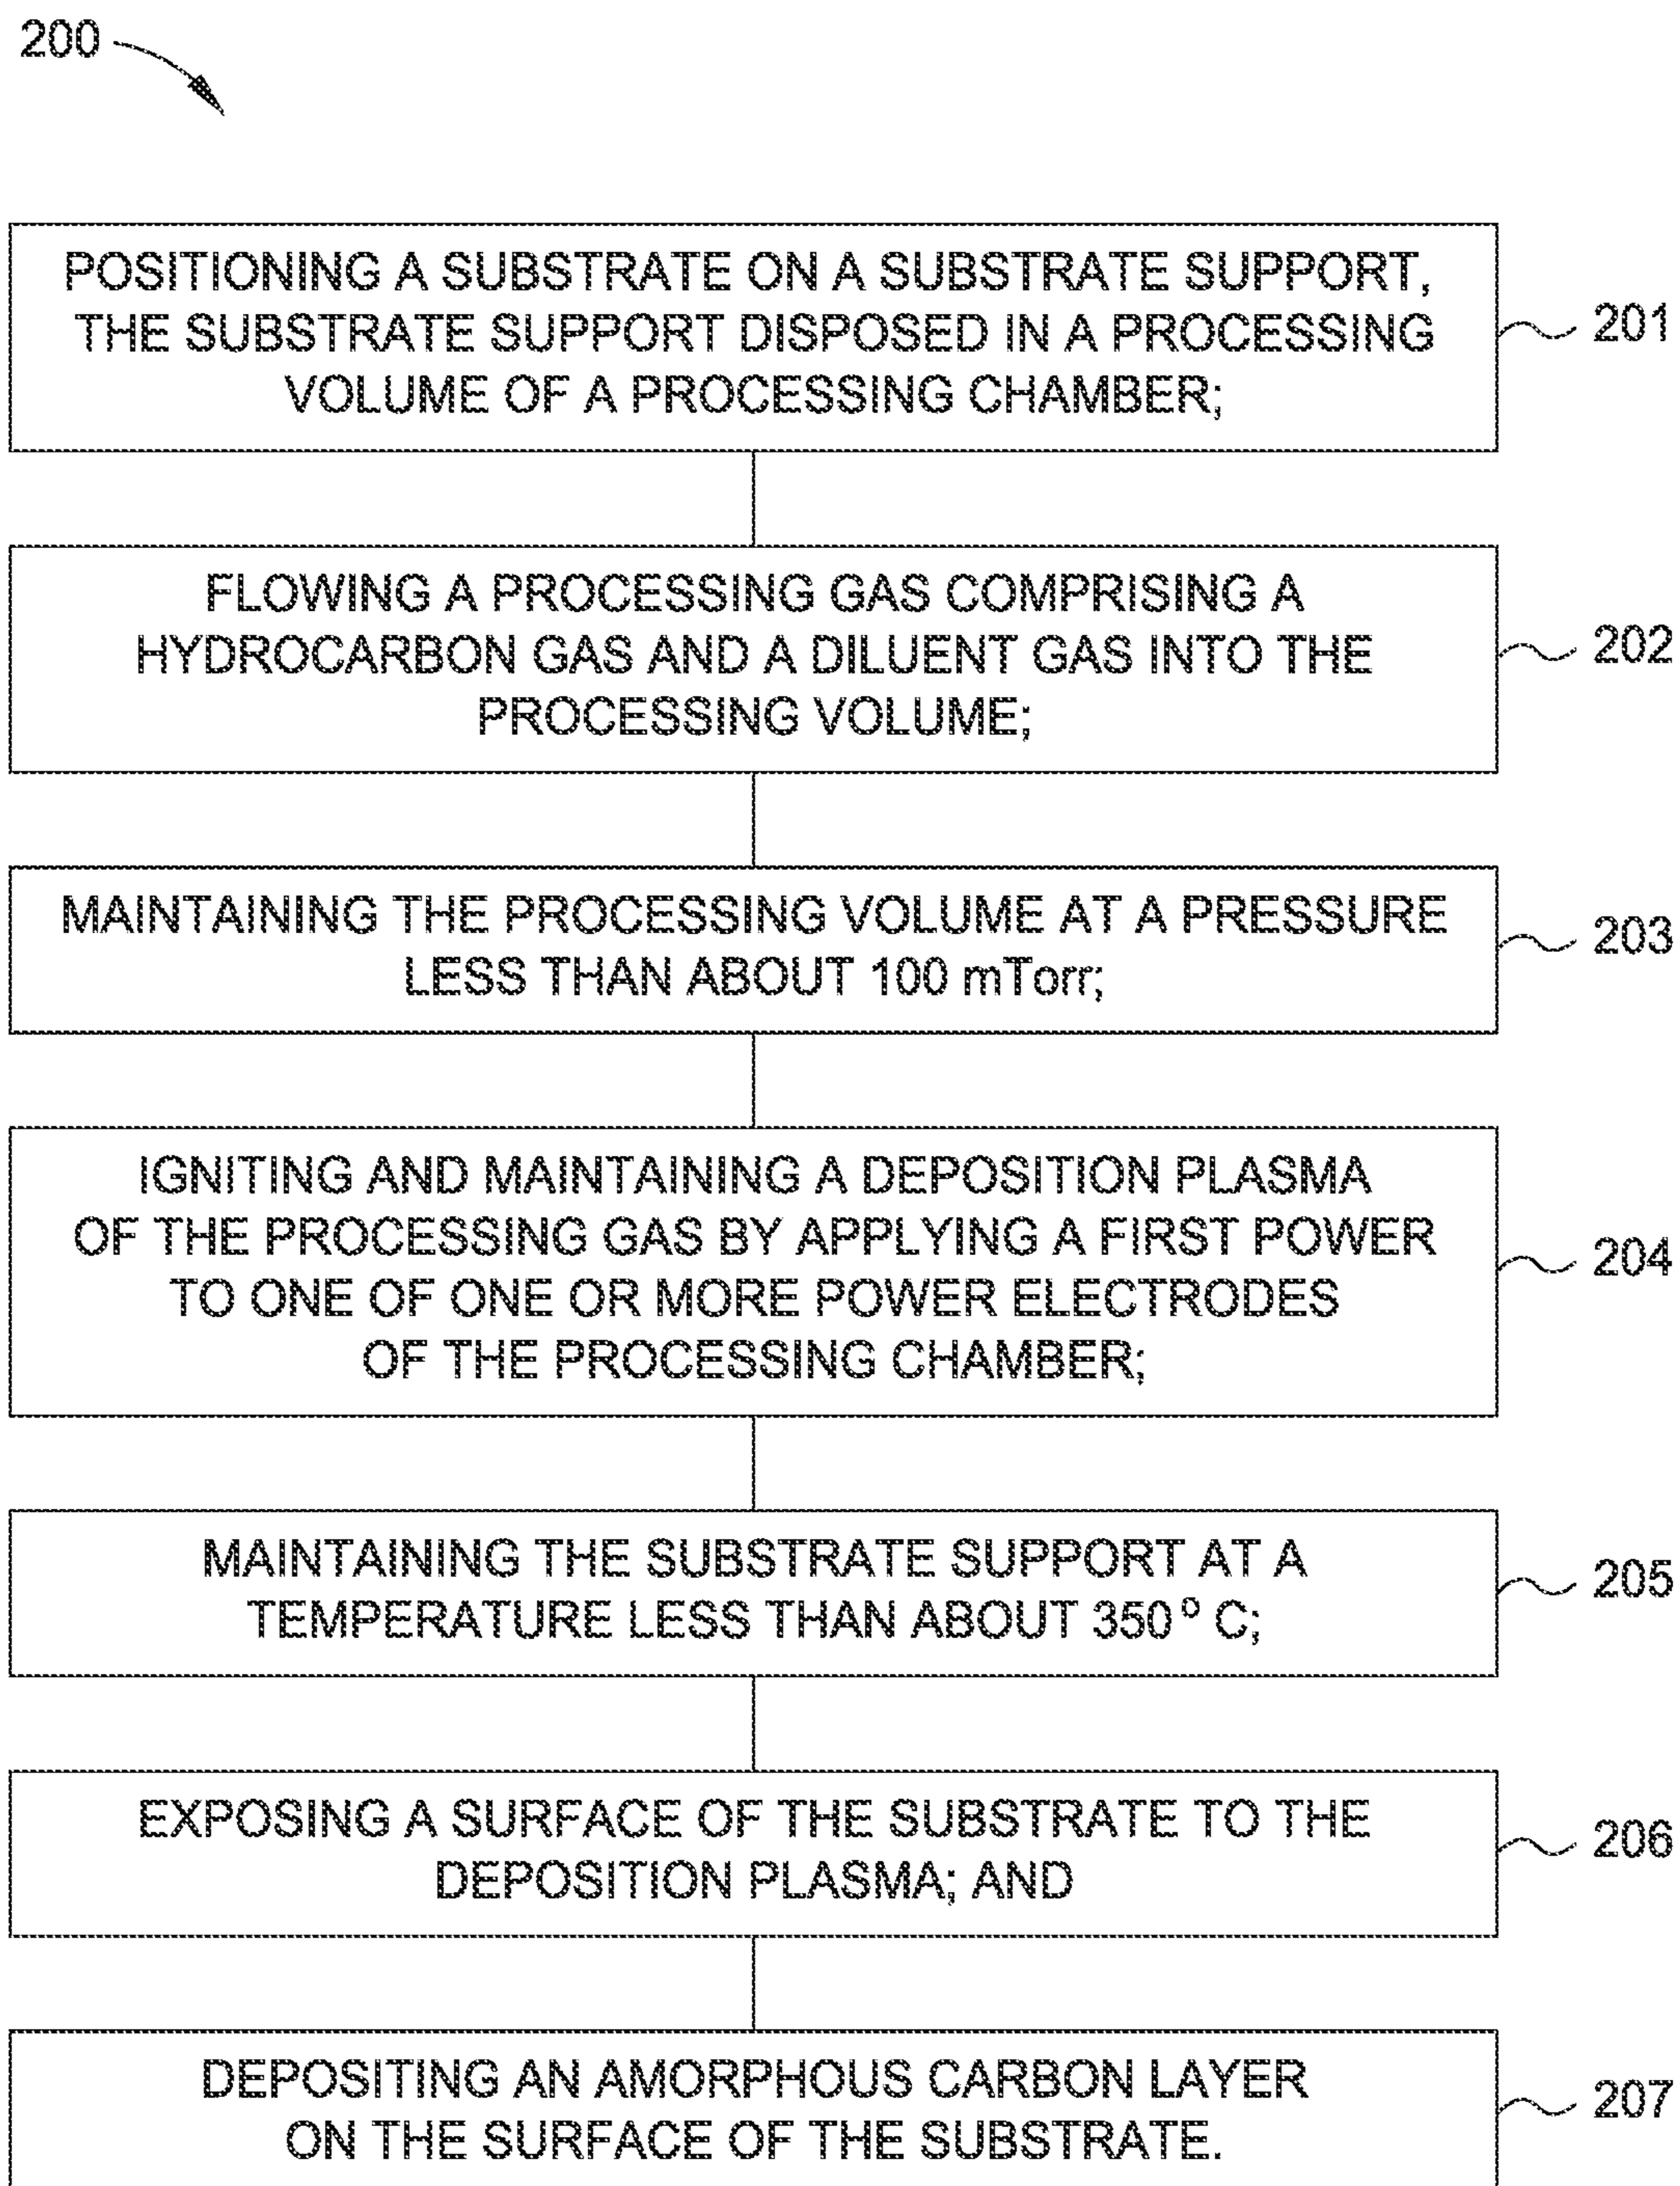 200
POSITIONING A SUBSTRATE ON A SUBSTRATE SUPPORT,
THE SUBSTRATE SUPPORT DISPOSED IN A PROCESSING
VOLUME OF A PROCESSING CHAMBER;
201
FLOWING A PROCESSING GAS COMPRISING A
HYDROCARBON GAS AND A DILUENT GAS INTO THE
PROCESSING VOLUME;
202
MAINTAINING THE PROCESSING VOLUME AT A PRESSURE
LESS THAN ABOUT 100 mTorr;
203
IGNITING AND MAINTAINING A DEPOSITION PLASMA
OF THE PROCESSING GAS BY APPLYING A FIRST POWER
TO ONE OF ONE OR MORE POWER ELECTRODES
OF THE PROCESSING CHAMBER;
204
MAINTAINING THE SUBSTRATE SUPPORT AT A
TEMPERATURE LESS THAN ABOUT 350 º C;
205
EXPOSING A SURFACE OF THE SUBSTRATE TO THE
DEPOSITION PLASMA; AND
206
DEPOSITING AN AMORPHOUS CARBON LAYER
ON THE SURFACE OF THE SUBSTRATE.
207